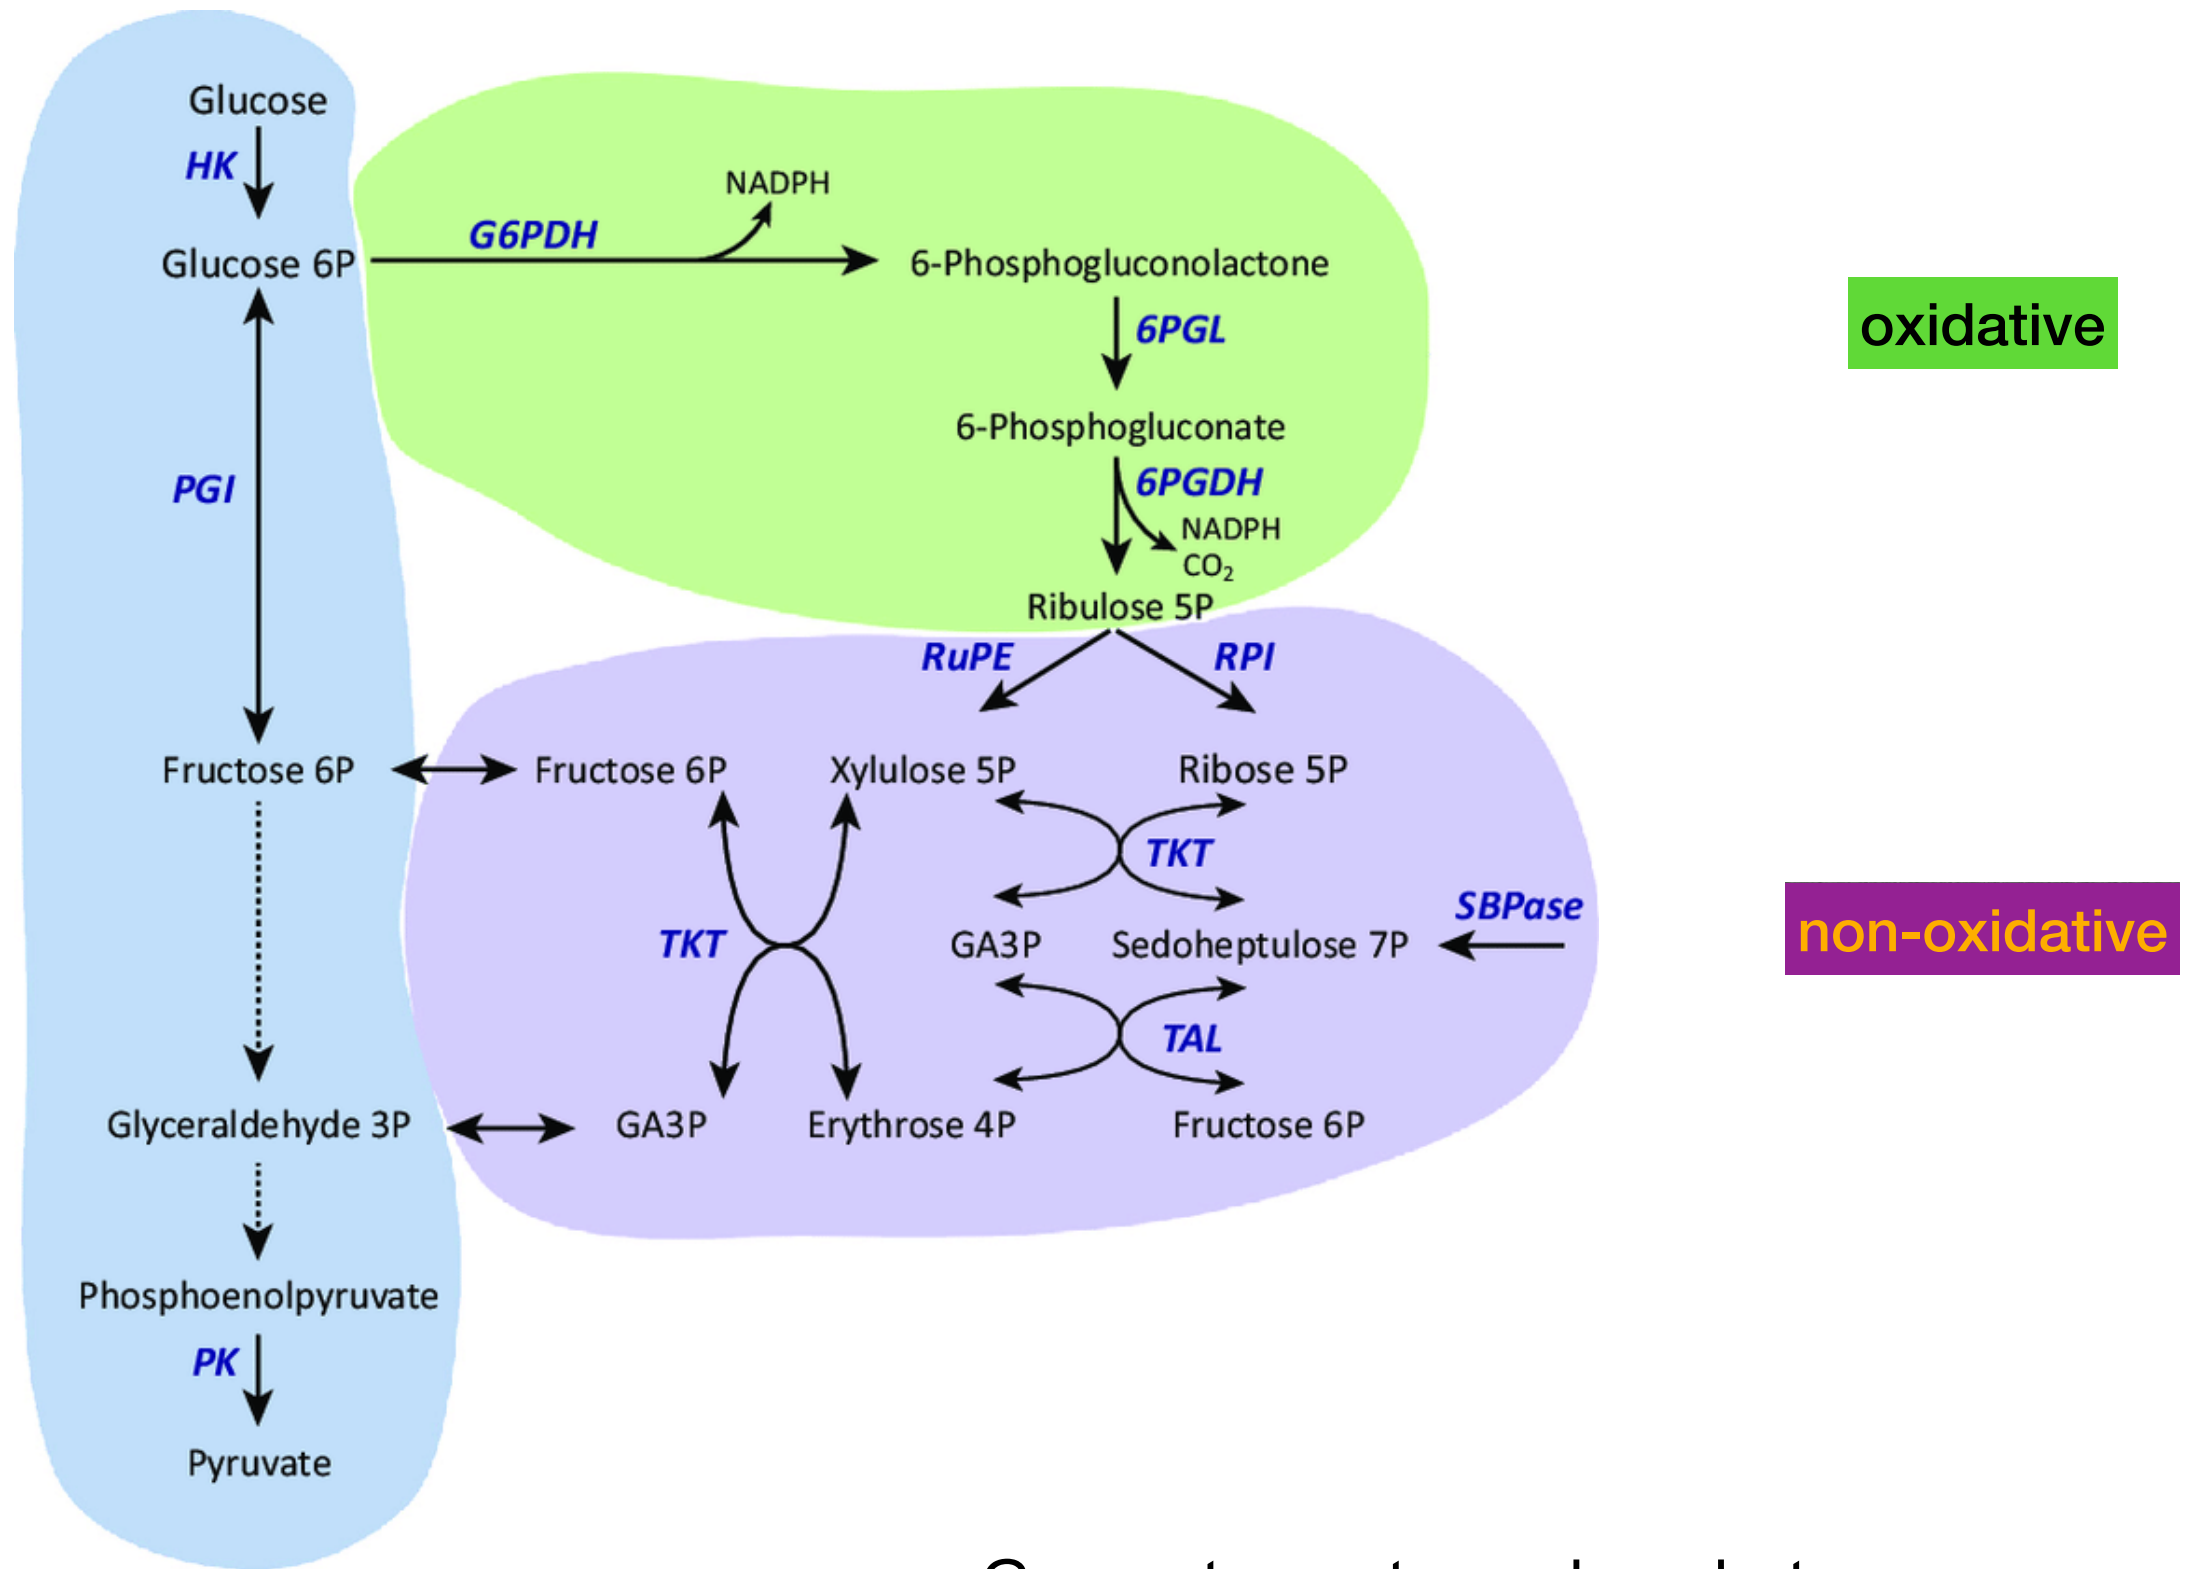 Glucose
HK
NADPH
G6PDH
Glucose 6P
6-Phosphogluconolactone
6PGL
oxidative
6-Phosphogluconate
PGI
6PGDH
NADPH
CO₂
Ribulose 5P
RuPE
RPI
Fructose 6P
Fructose 6P
Xylulose 5P
Ribose 5P
TKT
SBPase
non-oxidative
TKT
GA3P
Sedoheptulose 7P
TAL
Glyceraldehyde 3P
GA3P
Erythrose 4P
Fructose 6P
Phosphoenolpyruvate
PK
Pyruvate